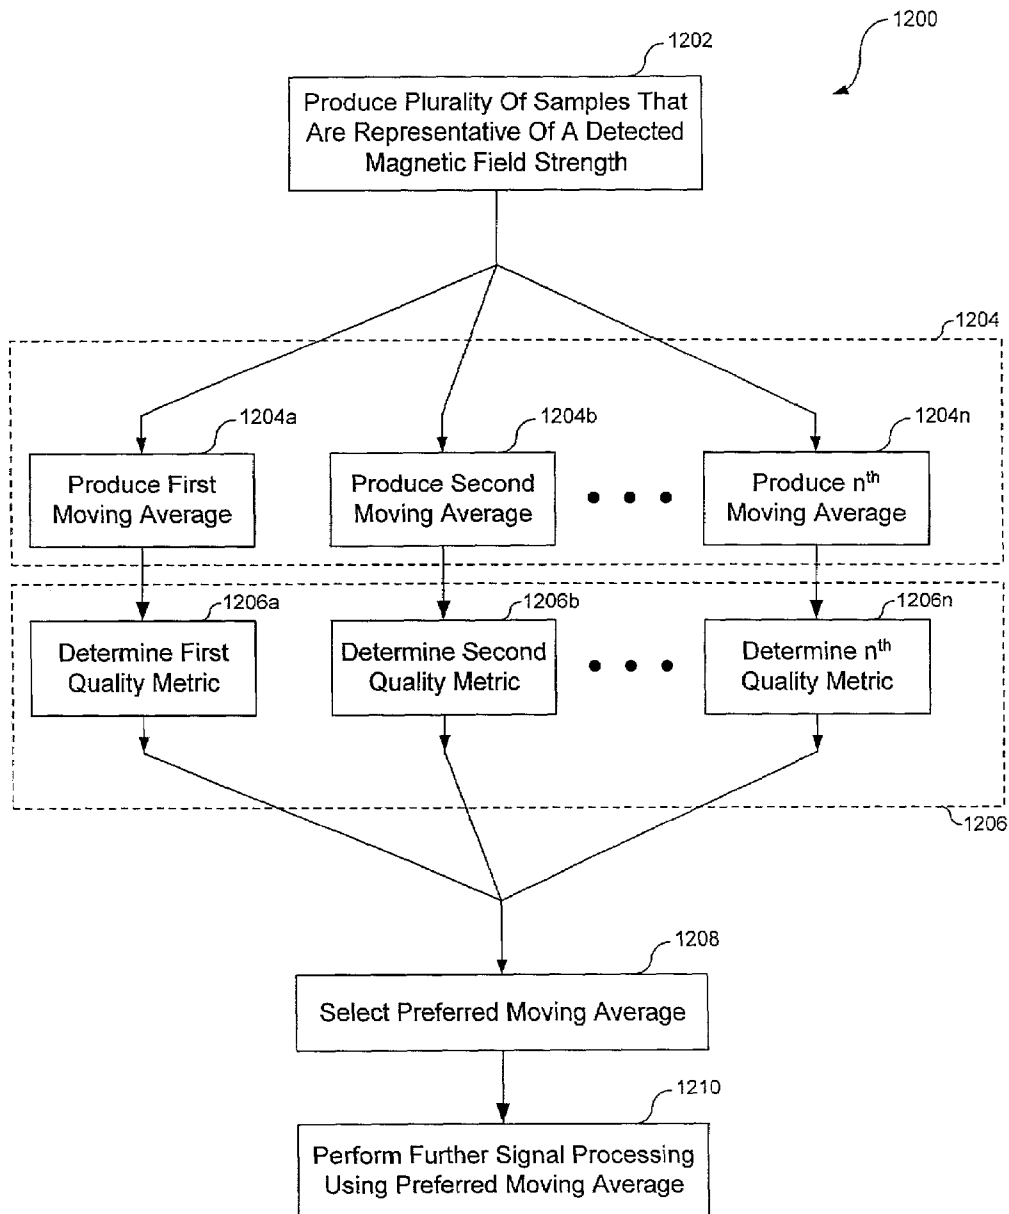 1200
1202
Produce Plurality Of Samples That
Are Representative Of A Detected
Magnetic Field Strength
1204
1204a
Produce First
Moving Average
1204b
Produce Second
Moving Average
1204n
Produce nth
Moving Average
1206a
Determine First
Quality Metric
1206b
Determine Second
Quality Metric
1206n
Determine nth
Quality Metric
1206
1208
Select Preferred Moving Average
1210
Perform Further Signal Processing
Using Preferred Moving Average